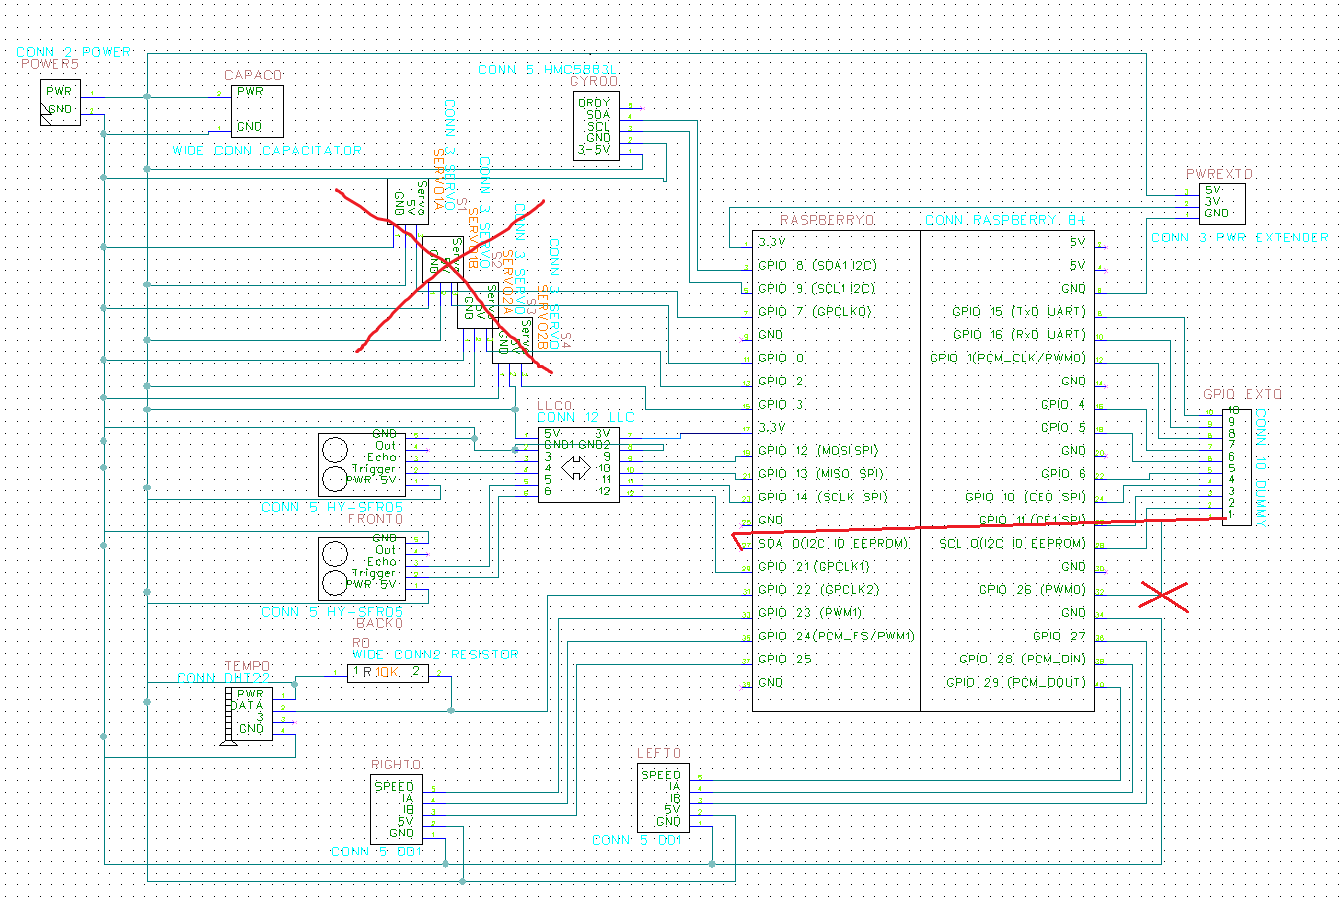 CONN 2 POWER
POWER5
PWR
GND
CAPAC0
PWR
GND
WIDE CONN CAPACITATOR
CONN 5 HMC5883L
GYRO0
DRDY
SDA
SCL
GND
3-5V
CONN 3 SERVO
SERVO1A
S1
Servo
5V
GND
CONN 3 SERVO
SERVO1B
S2
Servo
GND
CONN 3 SERVO
SERVO2A
S3
GND
CONN 3 SERVO
SERVO2B
S4
Servo
5V
GND
PWREXT0
5V
3V
GND
CONN 3 PWR EXTENDER
RASPBERRY0
CONN RASPBERRY B+
3.3V
GPIO 8 (SDA1 I2C)
GPIO 9 (SCL1 I2C)
GPIO 7 (GPCLK0)
GND
GPIO 0
GPIO 2
GPIO 3
3.3V
GPIO 12 (MOSI SPI)
GPIO 13 (MISO SPI)
GPIO 14 (SCLK SPI)
GND
SDA 0(I2C ID EEPROM)
GPIO 21 (GPCLK1)
GPIO 22 (GPCLK2)
GPIO 23 (PWM1)
GPIO 24(PCM_FS/PWM1)
GPIO 25
GND
5V
5V
GND
GPIO 15 (TxD UART)
GPIO 16 (RxD UART)
GPIO 1(PCM_CLK/PWM0)
GND
GPIO 4
GPIO 5
GND
GPIO 6
GPIO 10 (CE0 SPI)
GPIO 11 (CE1 SPI)
SCL 0(I2C ID EEPROM)
GND
GPIO 26 (PWM0)
GND
GPIO 27
GPIO 28 (PCM_DIN)
GPIO 29 (PCM_DOUT)
GPIO EXT0
10
9
8
7
6
5
4
3
2
1
CONN 10 DUMMY
LLC0
CONN 12 LLC
5V 3V
GND1 GND2
3 9
4 10
5 11
6 12
GND
Out
Echo
Trigger
PWR 5V
CONN 5 HY-SFR05
FRONT0
GND
Out
Echo
Trigger
PWR 5V
CONN 5 HY-SFR05
BACK0
R0
WIDE CONN2 RESISTOR
1 R 10K 2
TEMP0
CONN DHT22
PWR
DATA
3
GND
RIGHT0
SPEED
IA
IB
5V
GND
CONN 5 DD1
LEFT0
SPEED
IA
IB
5V
GND
CONN 5 DD1